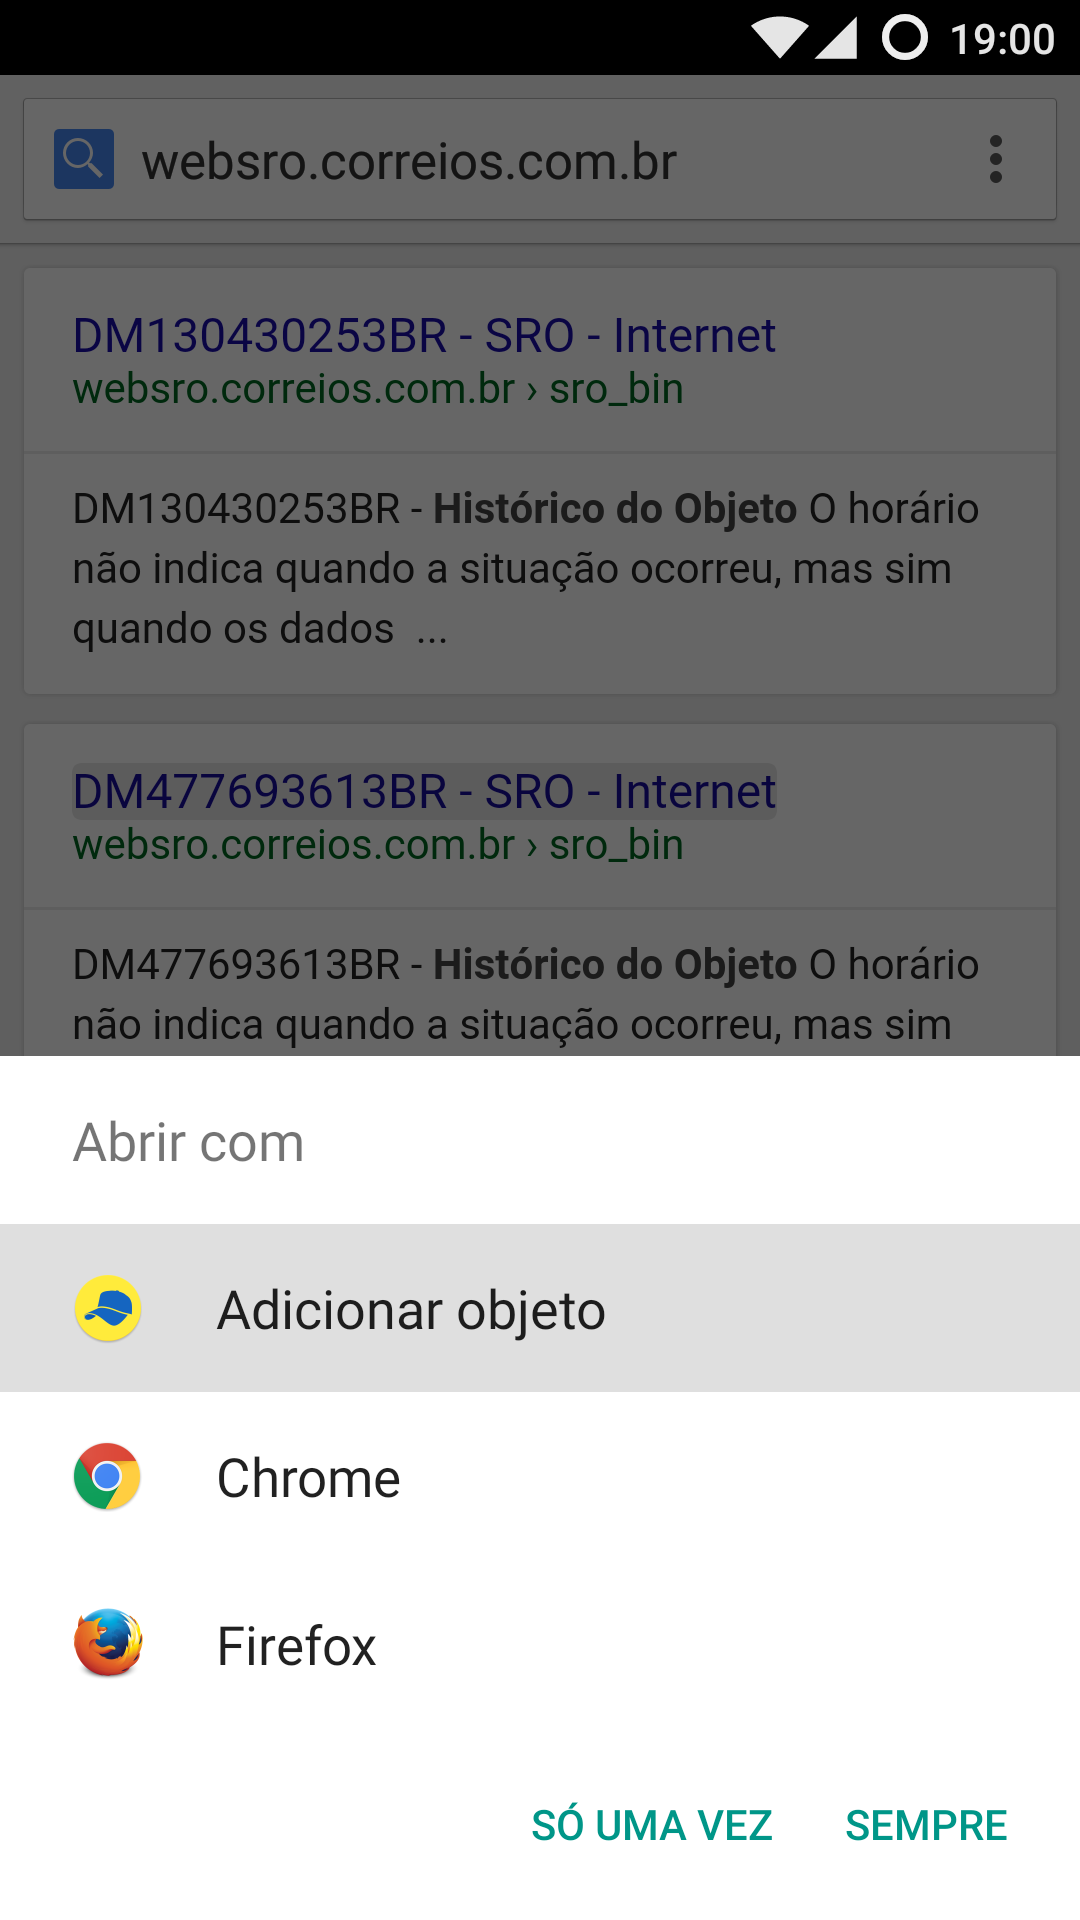 19:00
websro.correios.com.br
DM130430253BR - SRO - Internet
websro.correios.com.br › sro_bin
DM130430253BR - Histórico do Objeto O horário
não indica quando a situação ocorreu, mas sim
quando os dados ...
DM477693613BR - SRO - Internet
websro.correios.com.br › sro_bin
DM477693613BR - Histórico do Objeto O horário
não indica quando a situação ocorreu, mas sim
Abrir com
Adicionar objeto
Chrome
Firefox
SÓ UMA VEZ SEMPRE